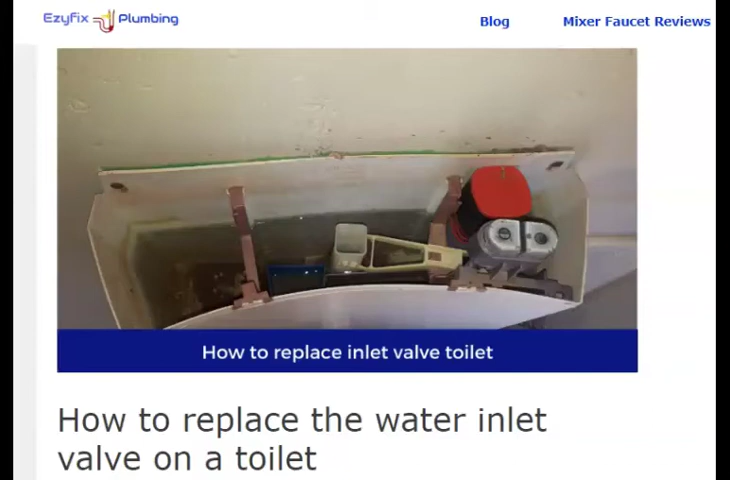 Ezyfix Plumbing
Blog
Mixer Faucet Reviews
How to replace inlet valve toilet
How to replace the water inlet
valve on a toilet